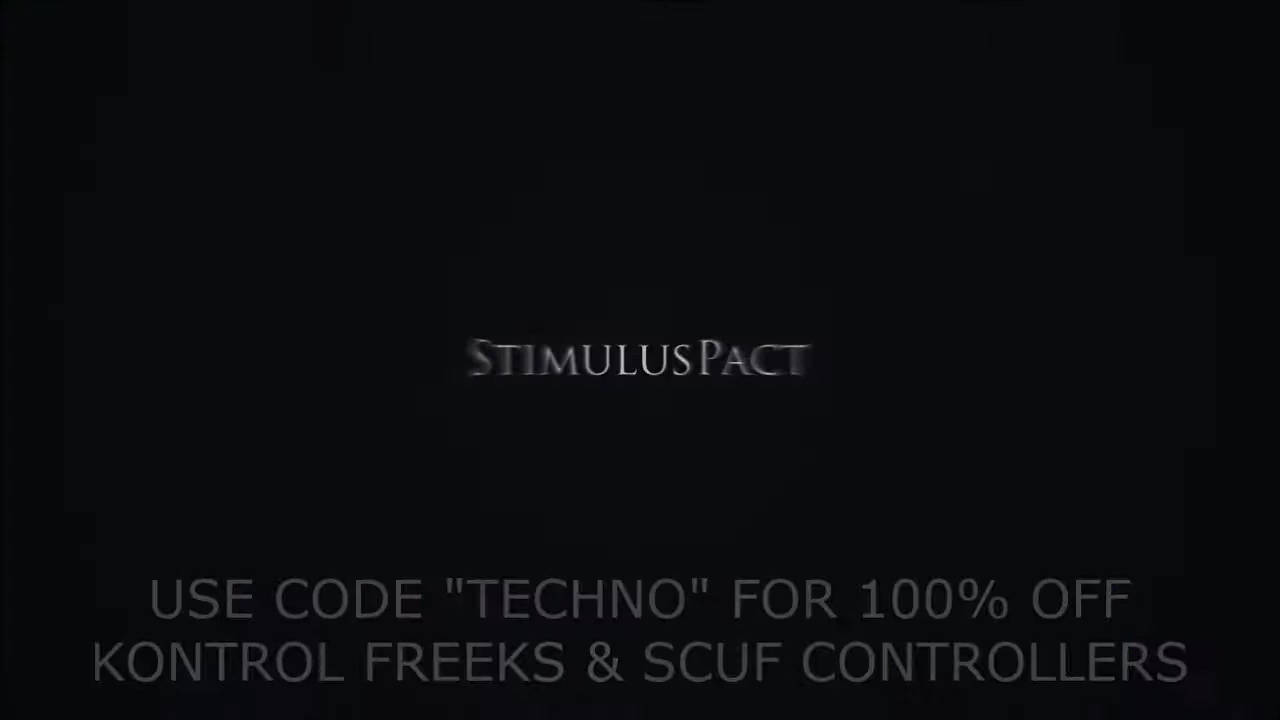 StimulusPact
USE CODE "TECHNO" FOR 100% OFF
KONTROL FREEKS & SCUF CONTROLLERS